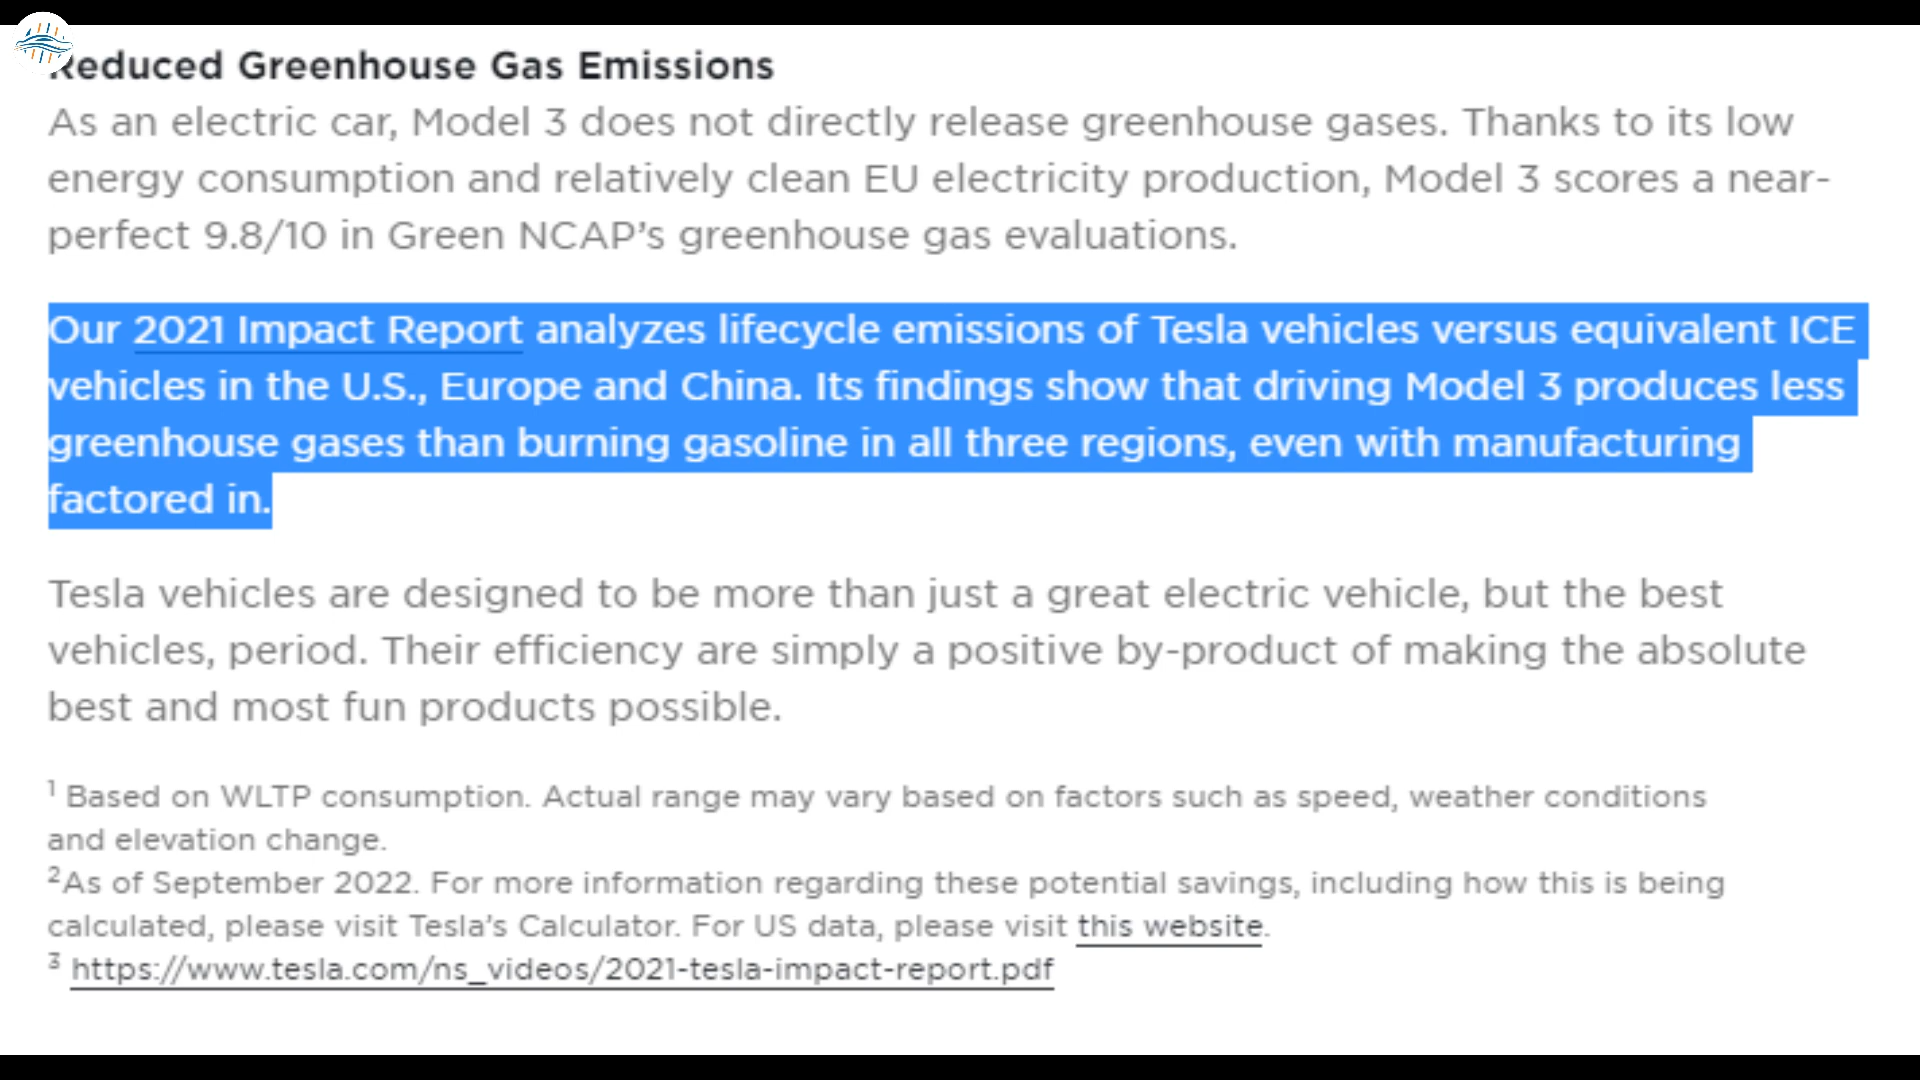 Reduced Greenhouse Gas Emissions
As an electric car, Model 3 does not directly release greenhouse gases. Thanks to its low
energy consumption and relatively clean EU electricity production, Model 3 scores a near-
perfect 9.8/10 in Green NCAP’s greenhouse gas evaluations.
Our 2021 Impact Report analyzes lifecycle emissions of Tesla vehicles versus equivalent ICE
vehicles in the U.S., Europe and China. Its findings show that driving Model 3 produces less
greenhouse gases than burning gasoline in all three regions, even with manufacturing
factored in.
Tesla vehicles are designed to be more than just a great electric vehicle, but the best
vehicles, period. Their efficiency are simply a positive by-product of making the absolute
best and most fun products possible.
¹ Based on WLTP consumption. Actual range may vary based on factors such as speed, weather conditions
and elevation change.
²As of September 2022. For more information regarding these potential savings, including how this is being
calculated, please visit Tesla’s Calculator. For US data, please visit this website.
³ https://www.tesla.com/ns_videos/2021-tesla-impact-report.pdf